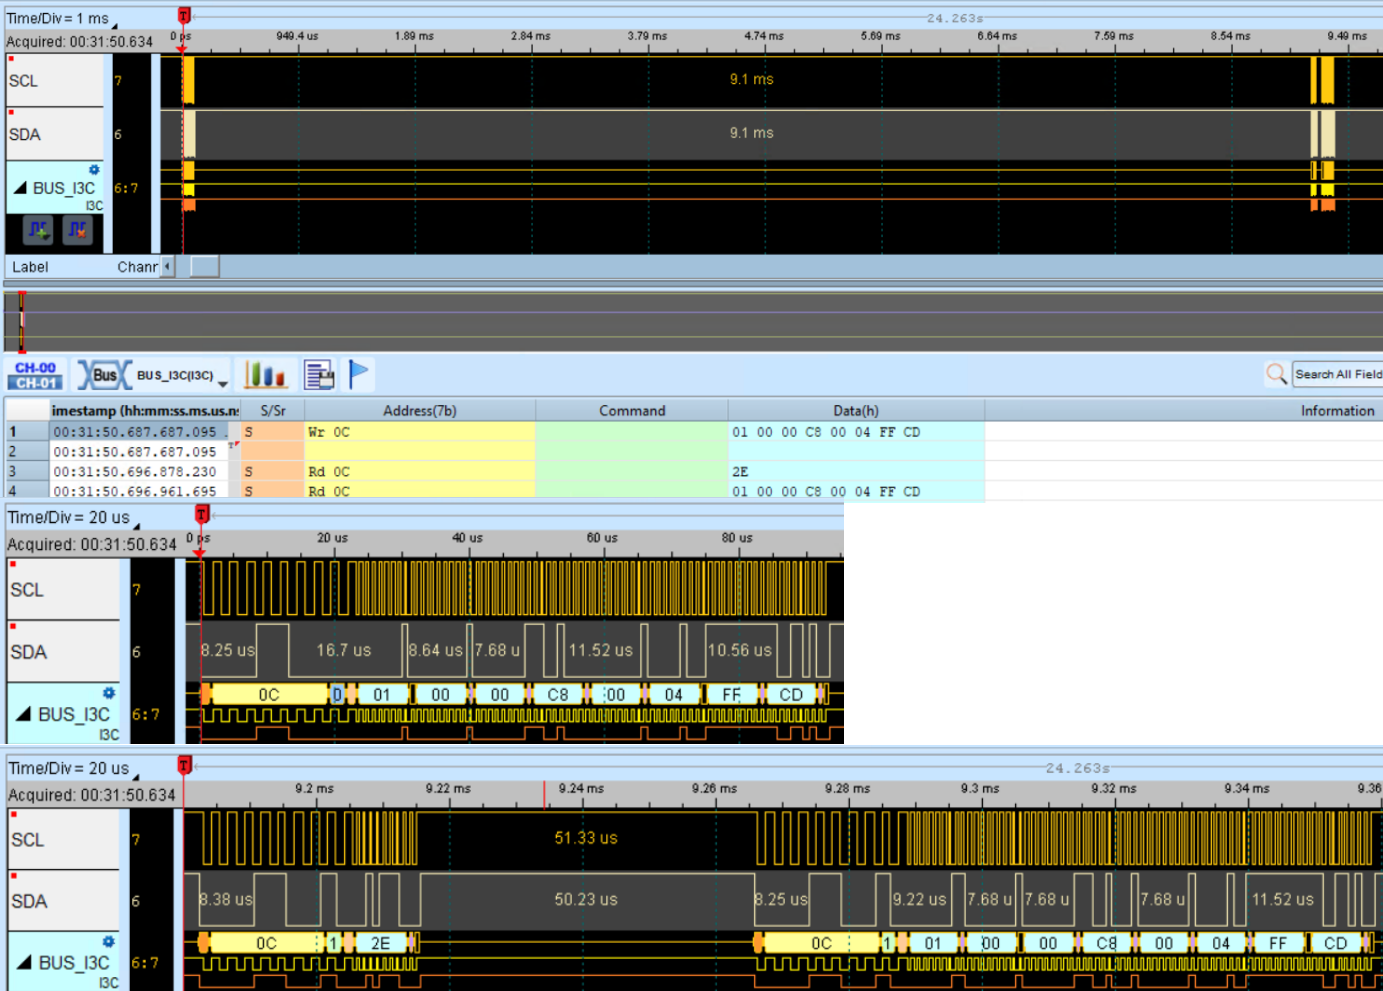 Time/Div = 1 ms T 24.263s
Acquired: 00:31:50.634 0 ps 949.4 us 1.89 ms 2.84 ms 3.79 ms 4.74 ms 5.69 ms 6.64 ms 7.59 ms 8.54 ms 9.49 ms
SCL 7 9.1 ms
SDA 6 9.1 ms
BUS_I3C 6:7
I3C
Label Chanr
CH-00
CH-01 Bus BUS_I3C(I3C) Search All Field
imestamp (hh:mm:ss.ms.us.n: S/Sr Address(7b) Command Data(h) Information
1 00:31:50.687.687.095 S Wr 0C 01 00 00 C8 00 04 FF CD
2 00:31:50.687.687.095
3 00:31:50.696.878.230 S Rd 0C 2E
4 00:31:50.696.961.695 S Rd 0C 01 00 00 C8 00 04 FF CD
Time/Div = 20 us T
Acquired: 00:31:50.634 0 ps 20 us 40 us 60 us 80 us
SCL 7
SDA 6 8.25 us 16.7 us 8.64 us 7.68 u 11.52 us 10.56 us
0C 0 01 00 00 C8 00 04 FF CD
BUS_I3C 6:7
I3C
Time/Div = 20 us T 24.263s
Acquired: 00:31:50.634 9.2 ms 9.22 ms 9.24 ms 9.26 ms 9.28 ms 9.3 ms 9.32 ms 9.34 ms 9.36
SCL 7 51.33 us
SDA 6 8.38 us 50.23 us 8.25 us 9.22 us 7.68 u 7.68 u 7.68 u 11.52 us
0C 1 2E 0C 1 01 00 00 C8 00 04 FF CD
BUS_I3C 6:7
I3C